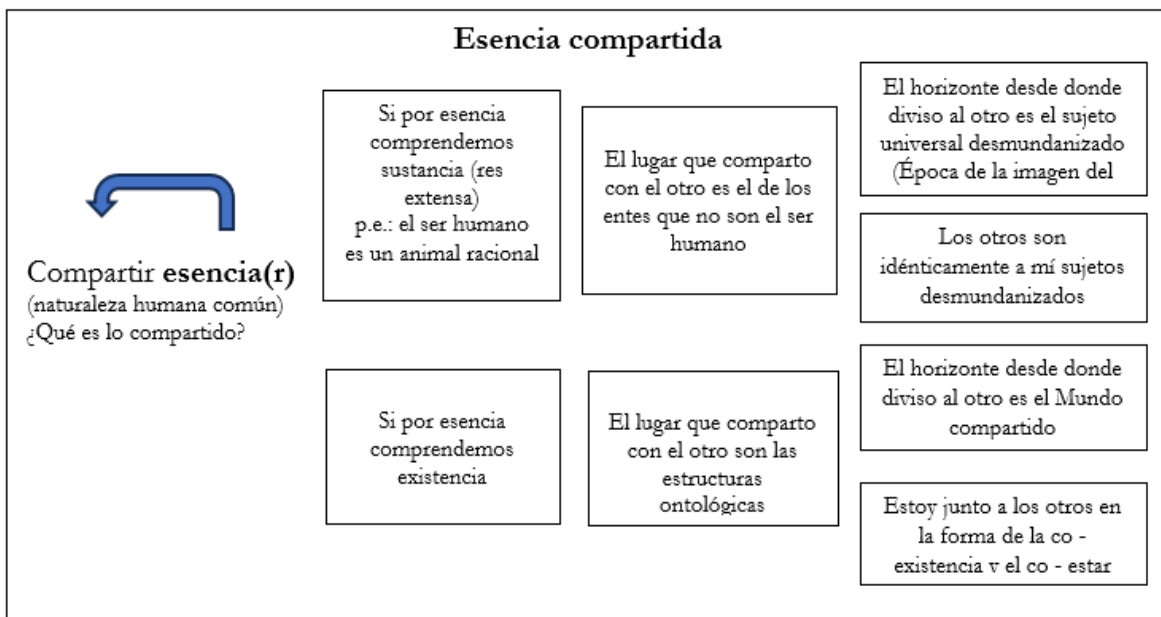 Esencia compartida
Compartir esencia(r)
(naturaleza humana común)
¿Qué es lo compartido?
Si por esencia
comprendemos
sustancia (res
extensa)
p.e.: el ser humano
es un animal racional
El lugar que comparto
con el otro es el de los
entes que no son el ser
humano
El horizonte desde donde
diviso al otro es el sujeto
universal desmundanizado
(Época de la imagen del
Los otros son
idénticamente a mí sujetos
desmundanizados
Si por esencia
comprendemos
existencia
El lugar que comparto
con el otro son las
estructuras
ontológicas
El horizonte desde donde
diviso al otro es el Mundo
compartido
Estoy junto a los otros en
la forma de la co -
existencia y el co - estar